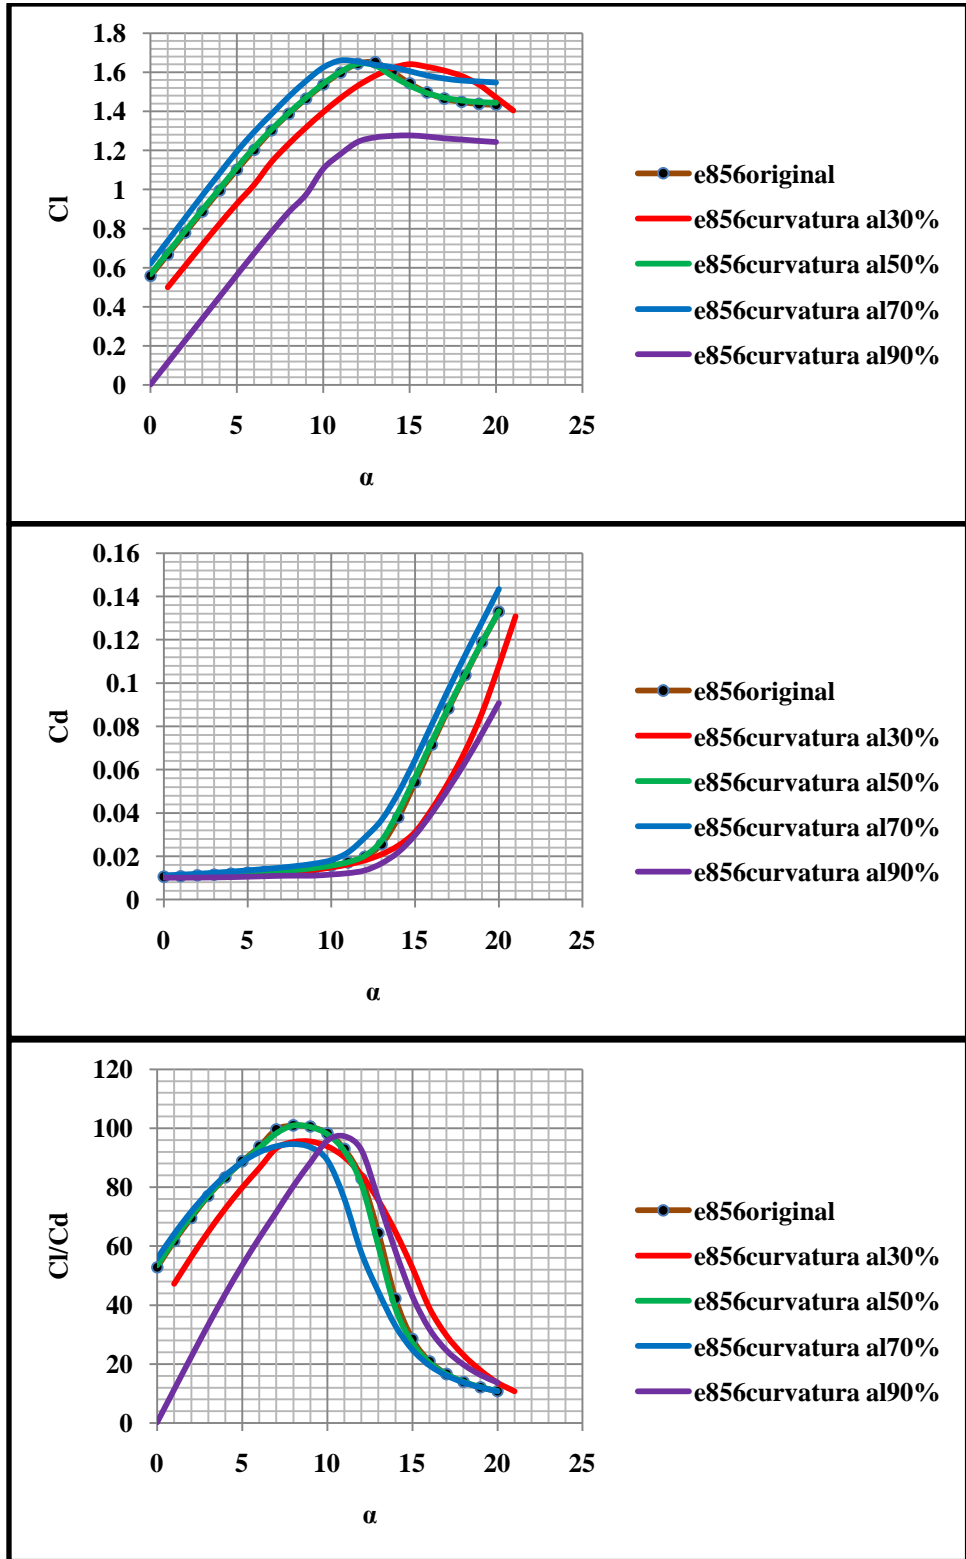 1.8
1.6
1.4
1.2
1
0.8
0.6
0.4
0.2
0
Cl
0 5 10 15 20 25
α
e856original
e856curvatura al30%
e856curvatura al50%
e856curvatura al70%
e856curvatura al90%
0.16
0.14
0.12
0.1
0.08
0.06
0.04
0.02
0
Cd
0 5 10 15 20 25
α
e856original
e856curvatura al30%
e856curvatura al50%
e856curvatura al70%
e856curvatura al90%
120
100
80
60
40
20
0
Cl/Cd
0 5 10 15 20 25
α
e856original
e856curvatura al30%
e856curvatura al50%
e856curvatura al70%
e856curvatura al90%